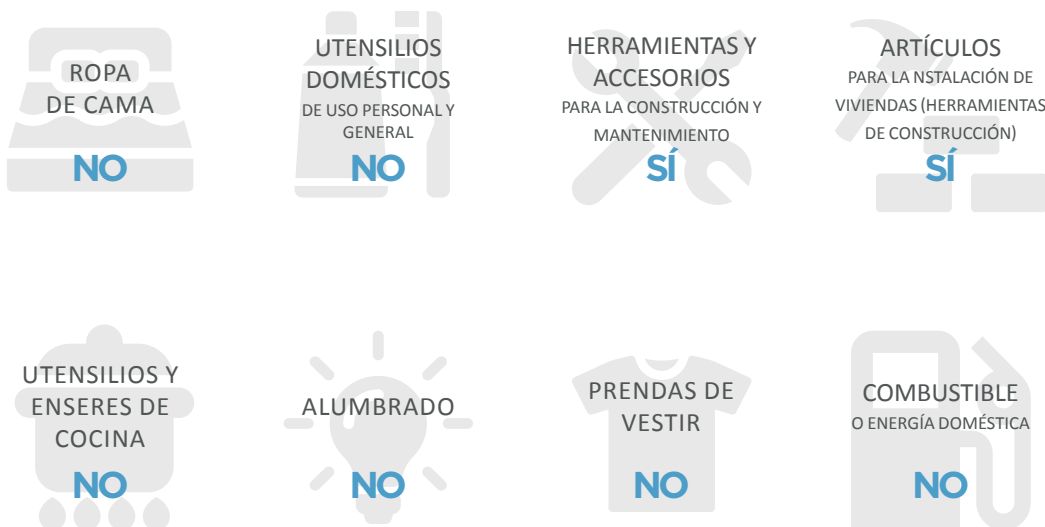 ROPA
DE CAMA
NO
UTENSILIOS
DOMÉSTICOS
DE USO PERSONAL Y
GENERAL
NO
HERRAMIENTAS Y
ACCESORIOS
PARA LA CONSTRUCCIÓN Y
MANTENIMIENTO
SÍ
ARTÍCULOS
PARA LA NSTALACIÓN DE
VIVIENDAS (HERRAMIENTAS
DE CONSTRUCCIÓN)
SÍ
UTENSILIOS Y
ENSERES DE
COCINA
NO
ALUMBRADO
NO
PRENDAS DE
VESTIR
NO
COMBUSTIBLE
O ENERGÍA DOMÉSTICA
NO